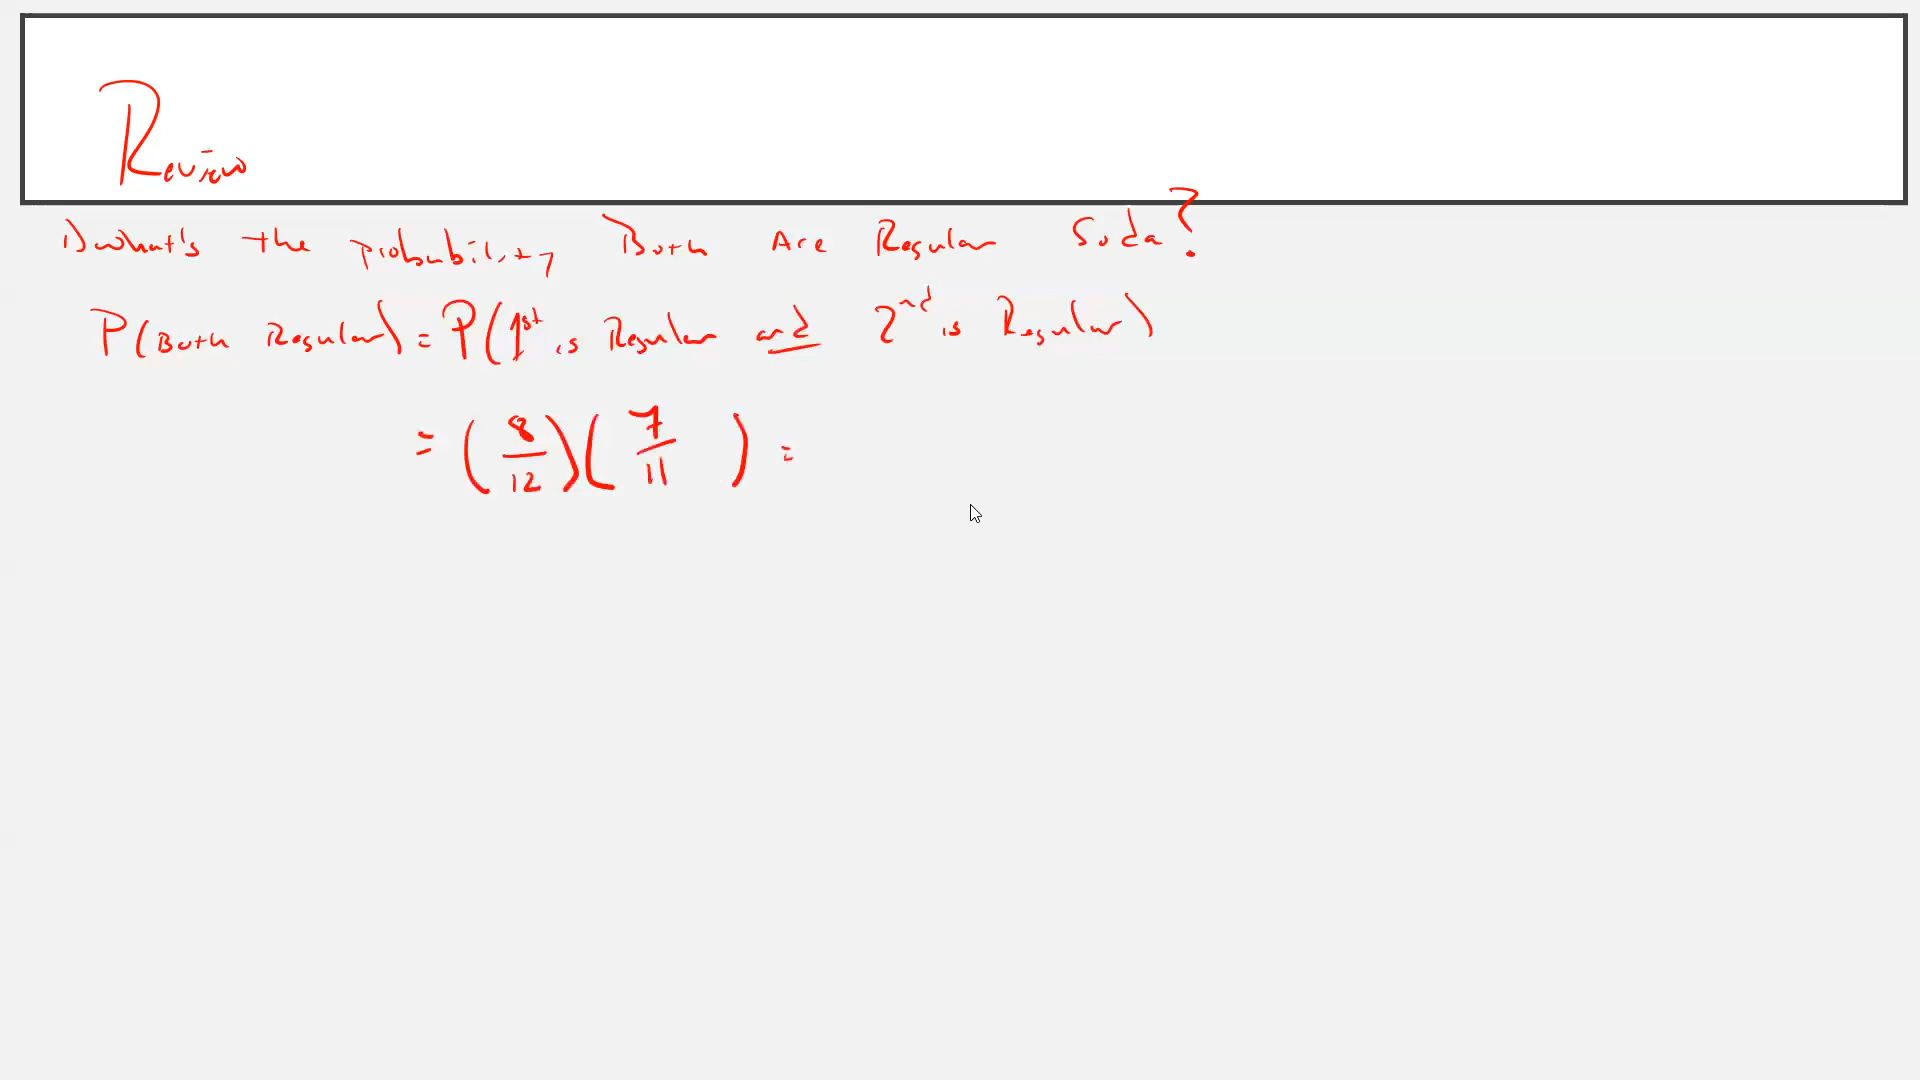 Review
1) what's the probability Both Are Regular Soda?
P(Both Regular) = P(1st is Regular and 2nd is Regular)
= (8/12)(7/11) =